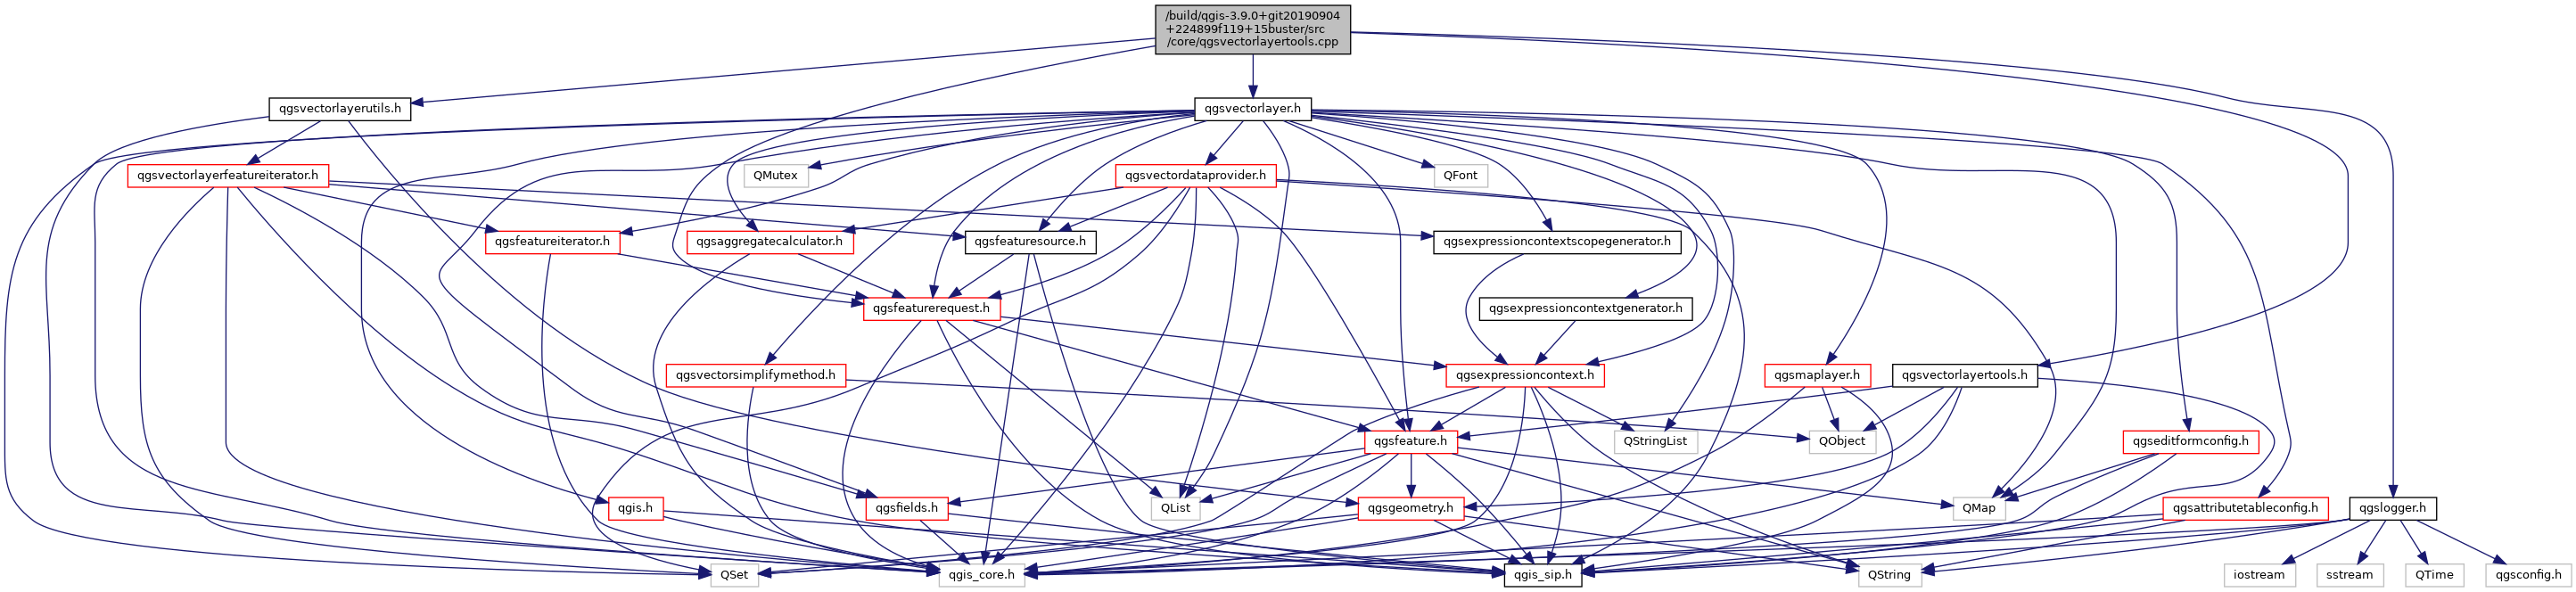 /build/qgis-3.9.0+git20190904
+224899f119+15buster/src
/core/qgsvectorlayertools.cpp
qgsvectorlayerutils.h
qgsvectorlayer.h
qgsvectorlayerfeatureiterator.h
QMutex
qgsvectordataprovider.h
QFont
qgsfeatureiterator.h
qgsaggregatecalculator.h
qgsfeaturesource.h
qgsexpressioncontextscopegenerator.h
qgsfeaturerequest.h
qgsexpressioncontextgenerator.h
qgsvectorsimplifymethod.h
qgsexpressioncontext.h
qgsmaplayer.h
qgsvectorlayertools.h
qgsfeature.h
QStringList
QObject
qgseditformconfig.h
qgis.h
qgsfields.h
QList
qgsgeometry.h
QMap
qgsattributetableconfig.h
qgslogger.h
QSet
qgis_core.h
qgis_sip.h
QString
iostream
sstream
QTime
qgsconfig.h